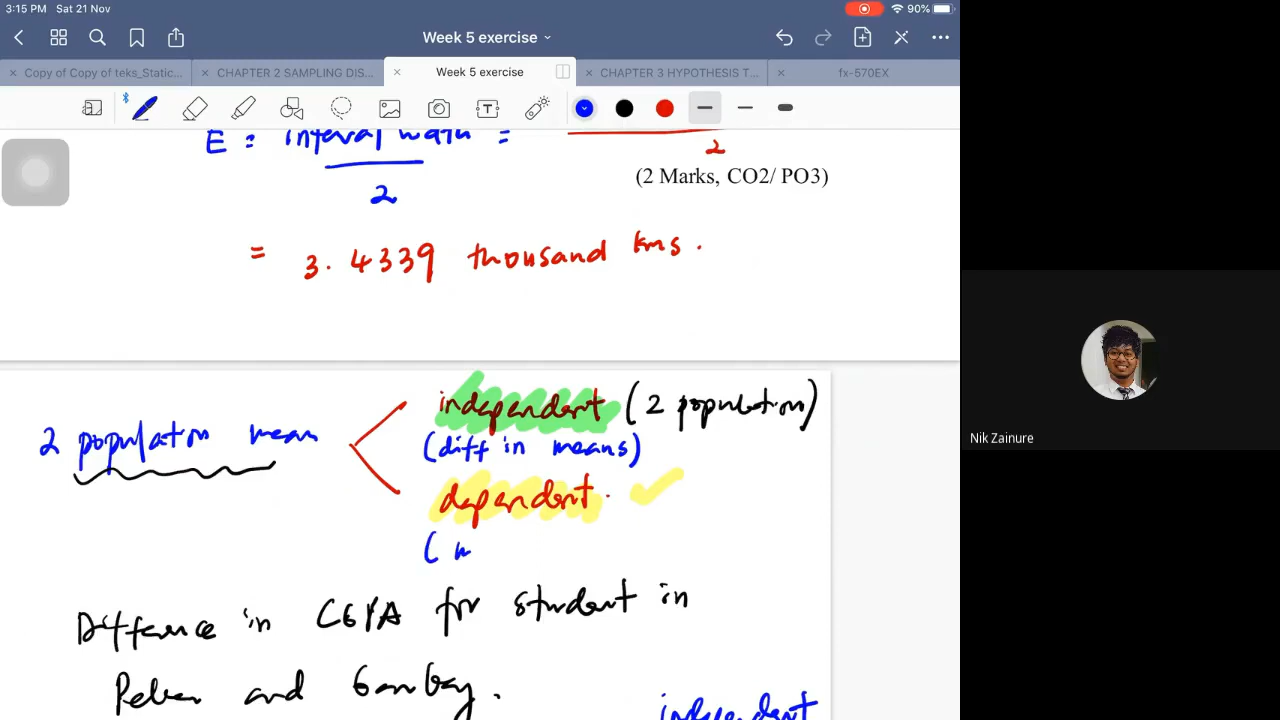 3:15 PM Sat 21 Nov
90%
Week 5 exercise
Copy of Copy of teks_Static...
CHAPTER 2 SAMPLING DIS...
Week 5 exercise
CHAPTER 3 HYPOTHESIS T...
fx-570EX
E = interval width =
2
2
(2 Marks, CO2/ PO3)
= 3.4339 thousand kms.
independent (2 population)
2 population mean
(diff in means)
dependent.
(
Difference in CGPA for student in
and
independent
Nik Zainure